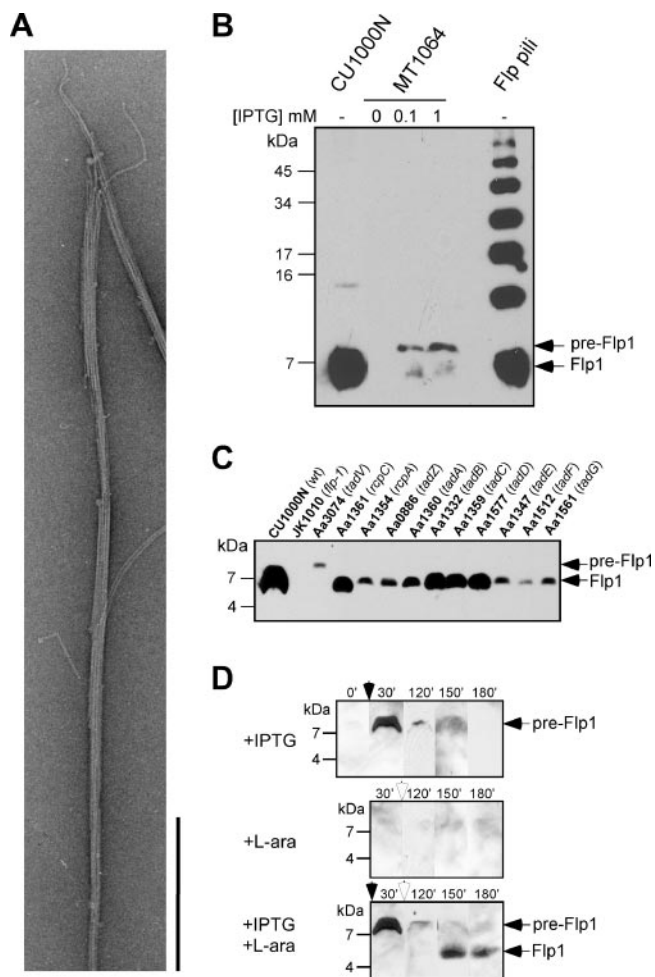 A
B
CU1000N
MT1064
Flp pili
[IPTG] mM - 0 0.1 1 -
kDa
45
34
17
16
pre-Flp1
7
Flp1
C
CU1000N (wt)
JK1010 (flp-1)
Aa3074 (tadV)
Aa1361 (rcpC)
Aa1354 (rcpA)
Aa0886 (tadZ)
Aa1360 (tadA)
Aa1332 (tadB)
Aa1359 (tadC)
Aa1577 (tadD)
Aa1347 (tadE)
Aa1512 (tadF)
Aa1561 (tadG)
kDa
pre-Flp1
7
Flp1
4
D
0' 30' 120' 150' 180'
kDa
pre-Flp1
7
+IPTG
4
30' 120' 150' 180'
kDa
7
+L-ara
4
30' 120' 150' 180'
kDa
+IPTG
pre-Flp1
7
+L-ara
Flp1
4